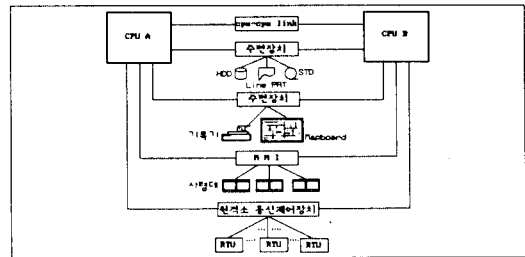 CPU A
cpu-cpu link
CPU B
주변장치
HDD
Line PRT
STD
주변장치
기록기
Mapboard
M M I
사령대
원격소 통신제어장치
RTU
RTU
RTU